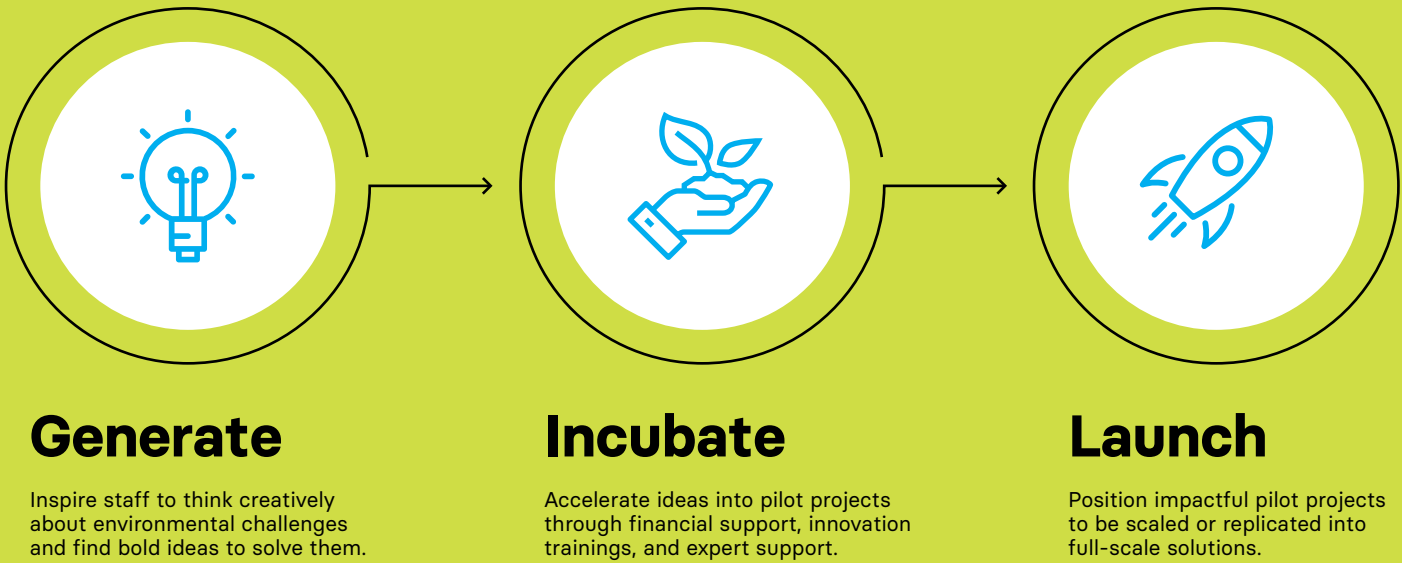 Generate
Inspire staff to think creatively
about environmental challenges
and find bold ideas to solve them.
Incubate
Accelerate ideas into pilot projects
through financial support, innovation
trainings, and expert support.
Launch
Position impactful pilot projects
to be scaled or replicated into
full-scale solutions.